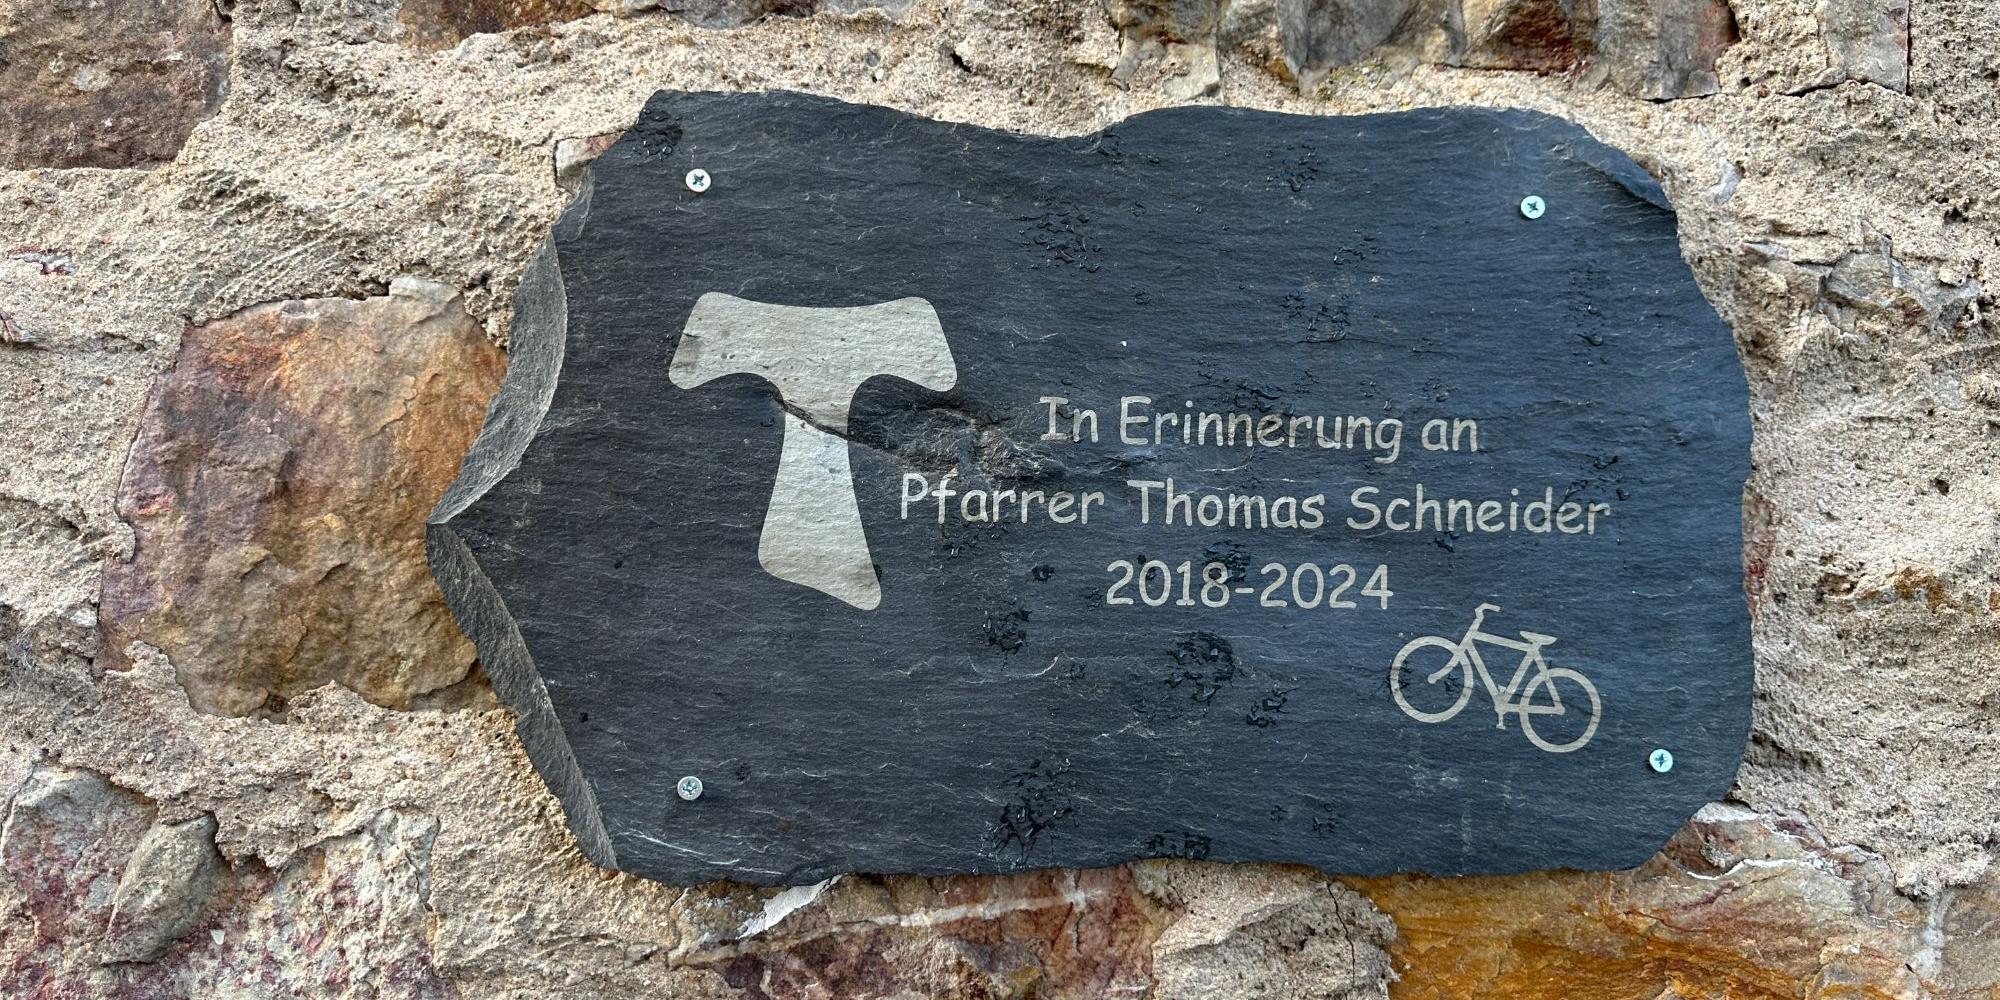 In Erinnerung an
Pfarrer Thomas Schneider
2018-2024